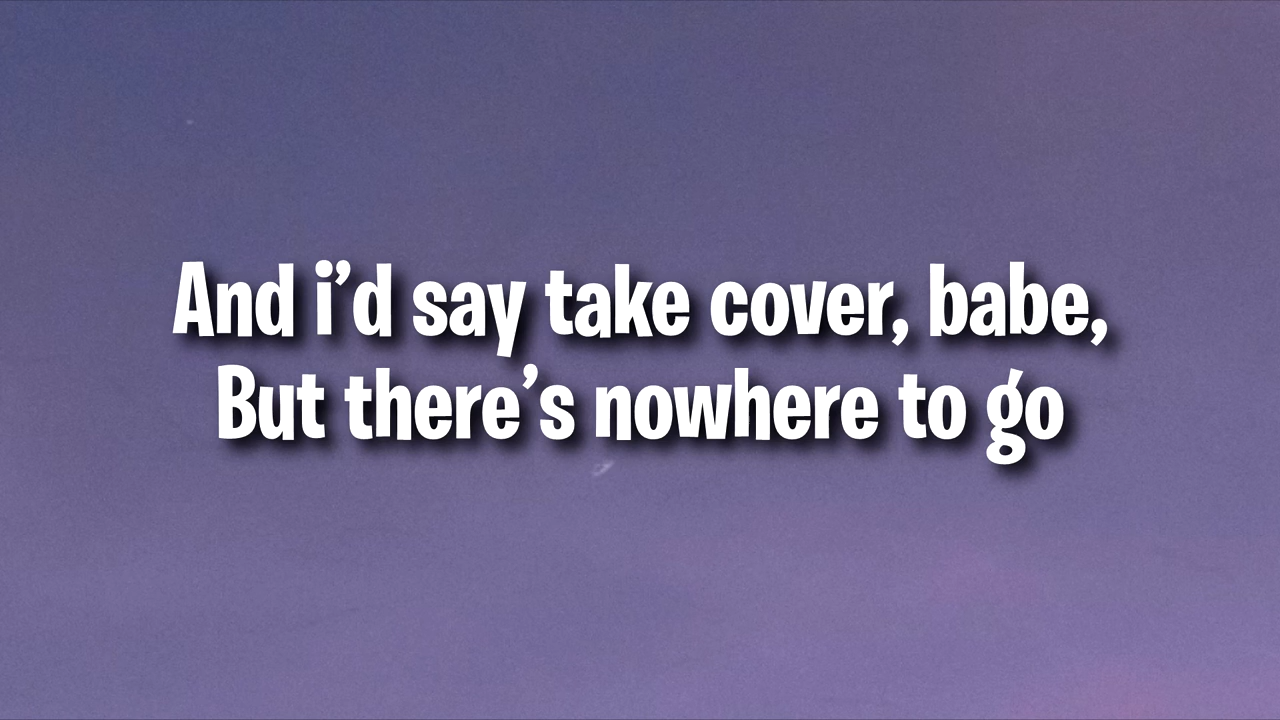 And i’d say take cover, babe,
But there’s nowhere to go